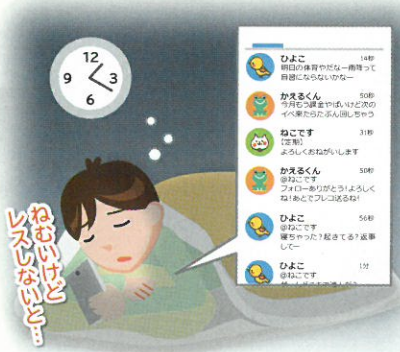 12
9
3
6
ねむいけど
レスしないと…
ひよこ 14秒
明日の体育やだなー雨降って
自習にならないかなー
かえるくん 50秒
今月もう課金やばいけど次の
イベ来たらたぶん回しちゃう
ねこです 31秒
【定期】
よろしくおねがいします
かえるくん 50秒
@ねこです
フォローありがとう!よろしく
ね!あとでフレコ送るね!
ひよこ 56秒
@ねこです
寝ちゃった?起きてる?返事
してー
ひよこ 1分
@ねこです